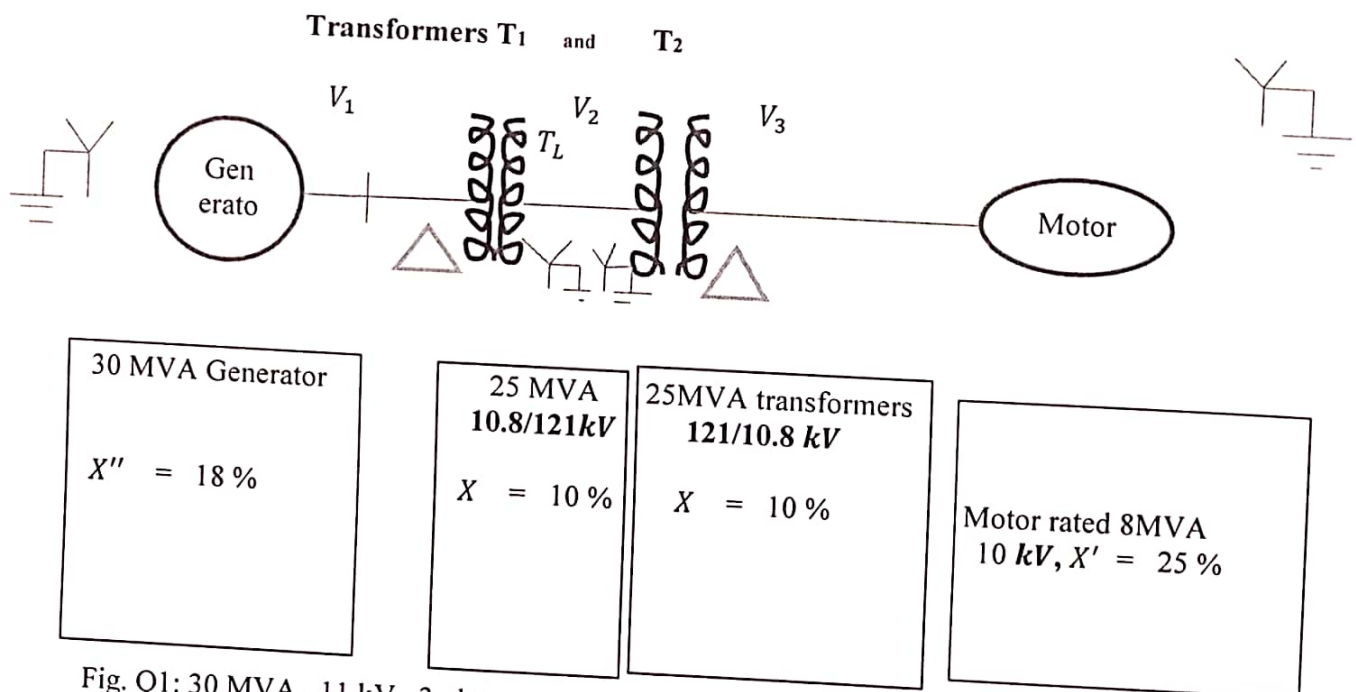 Transformers T1 and T2
V1
V2
V3
TL
Gen
erato
Motor
30 MVA Generator
X'' = 18 %
25 MVA
10.8/121kV
X = 10 %
25MVA transformers
121/10.8 kV
X = 10 %
Motor rated 8MVA
10 kV, X' = 25 %
Fig. Q1: 30 MVA 11 kV